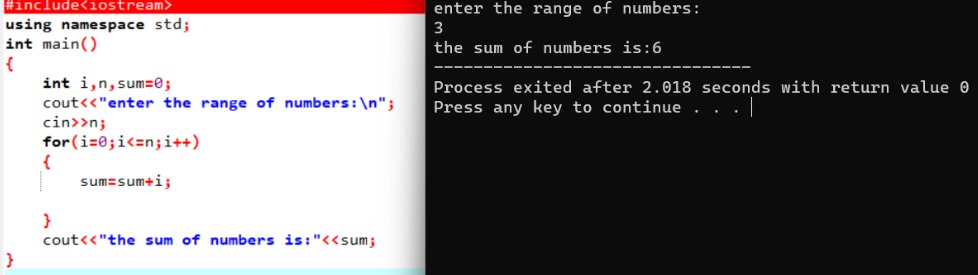 #include<iostream>
using namespace std;
int main()
{
int i,n,sum=0;
cout<<"enter the range of numbers:\n";
cin>>n;
for(i=0;i<=n;i++)
{
sum=sum+i;
}
cout<<"the sum of numbers is:"<<sum;
}
enter the range of numbers:
3
the sum of numbers is:6
--------------------------------
Process exited after 2.018 seconds with return value 0
Press any key to continue . . .